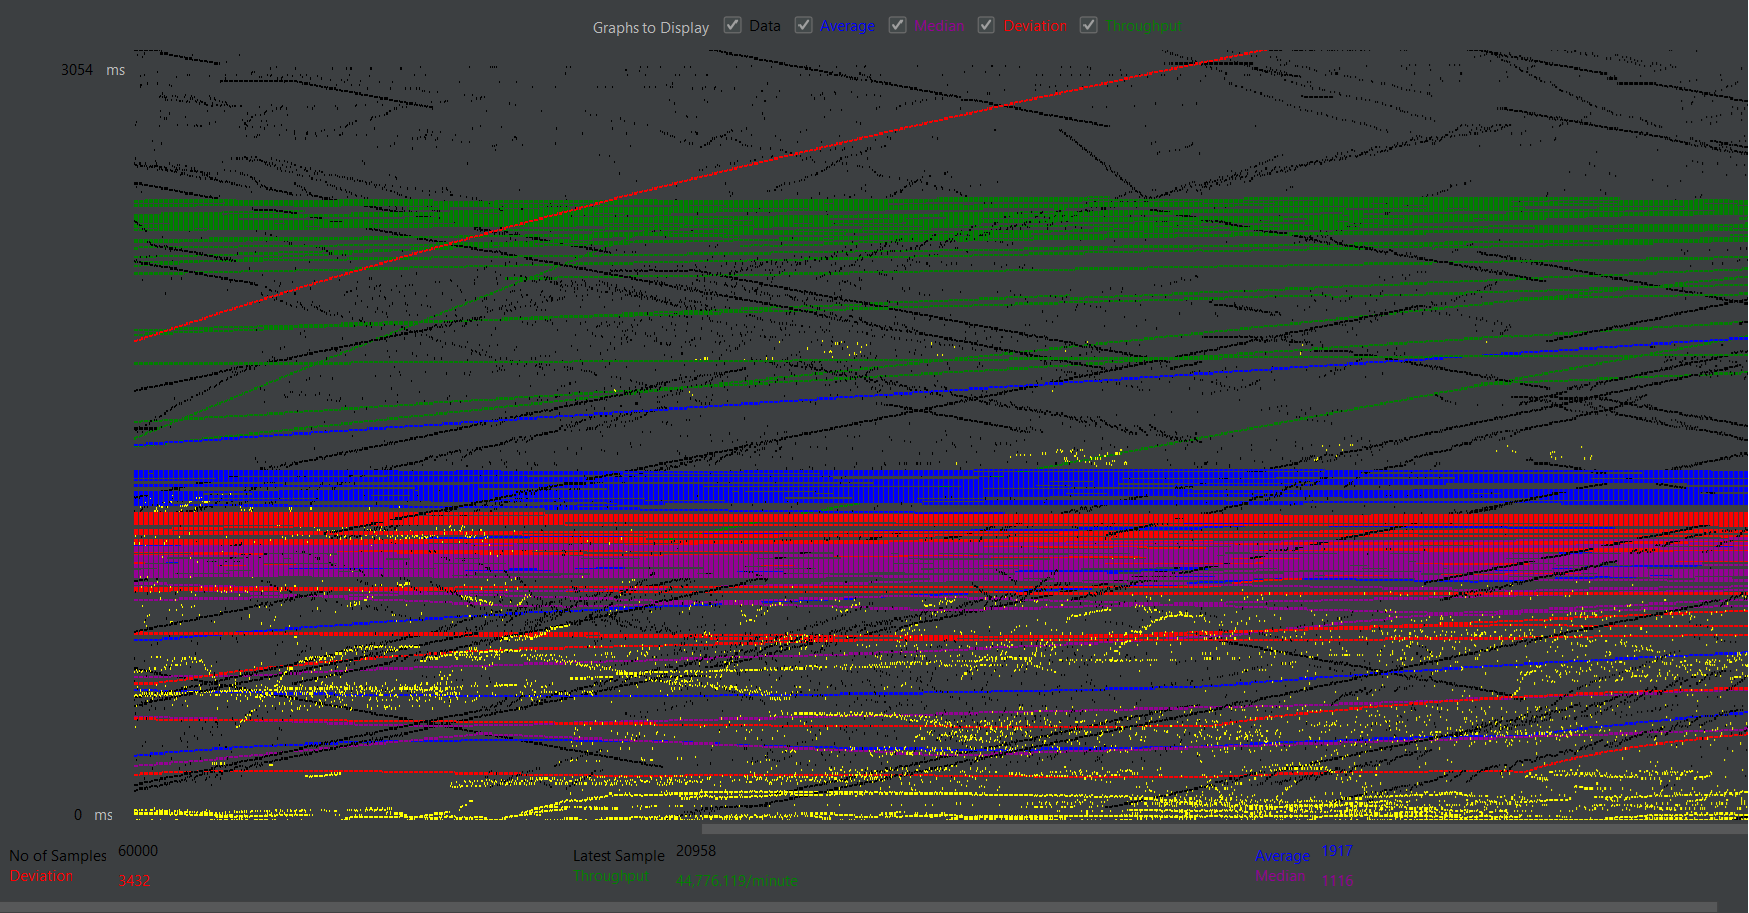 Graphs to Display Data Average Median Deviation Throughput
3054 ms
0 ms
No of Samples 60000 Latest Sample 20958 Average 1917
Deviation 3432 Throughput 44,776.119/minute Median